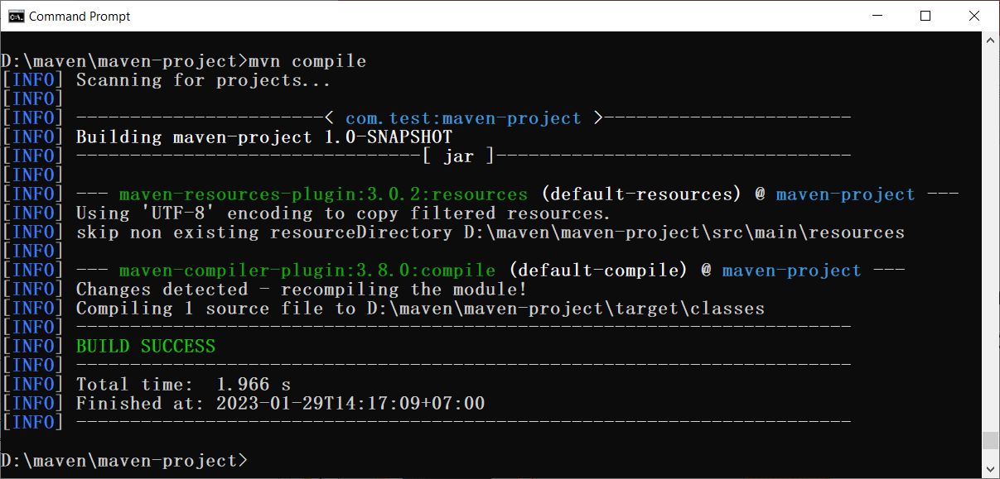 Command Prompt
D:\maven\maven-project>mvn compile
[INFO] Scanning for projects...
[INFO]
[INFO] -----------------------< com.test:maven-project >-----------------------
[INFO] Building maven-project 1.0-SNAPSHOT
[INFO] --------------------------------[ jar ]---------------------------------
[INFO]
[INFO] --- maven-resources-plugin:3.0.2:resources (default-resources) @ maven-project ---
[INFO] Using 'UTF-8' encoding to copy filtered resources.
[INFO] skip non existing resourceDirectory D:\maven\maven-project\src\main\resources
[INFO]
[INFO] --- maven-compiler-plugin:3.8.0:compile (default-compile) @ maven-project ---
[INFO] Changes detected - recompiling the module!
[INFO] Compiling 1 source file to D:\maven\maven-project\target\classes
[INFO] ------------------------------------------------------------------------
[INFO] BUILD SUCCESS
[INFO] ------------------------------------------------------------------------
[INFO] Total time:  1.966 s
[INFO] Finished at: 2023-01-29T14:17:09+07:00
[INFO] ------------------------------------------------------------------------
D:\maven\maven-project>